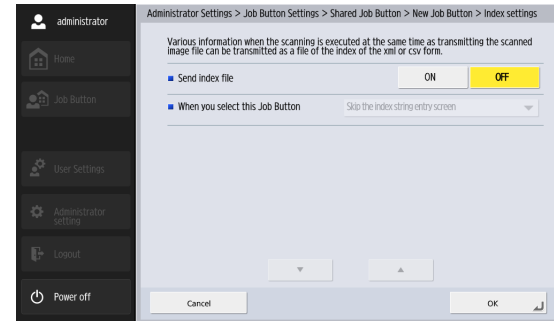 administrator
Home
Job Button
User Settings
Administrator
setting
Logout
Power off
Administrator Settings > Job Button Settings > Shared Job Button > New Job Button > Index settings
Various information when the scanning is executed at the same time as transmitting the scanned
image file can be transmitted as a file of the index of the xml or csv form.
Send index file
ON
OFF
When you select this Job Button
Skip the index string entry screen
Cancel
OK